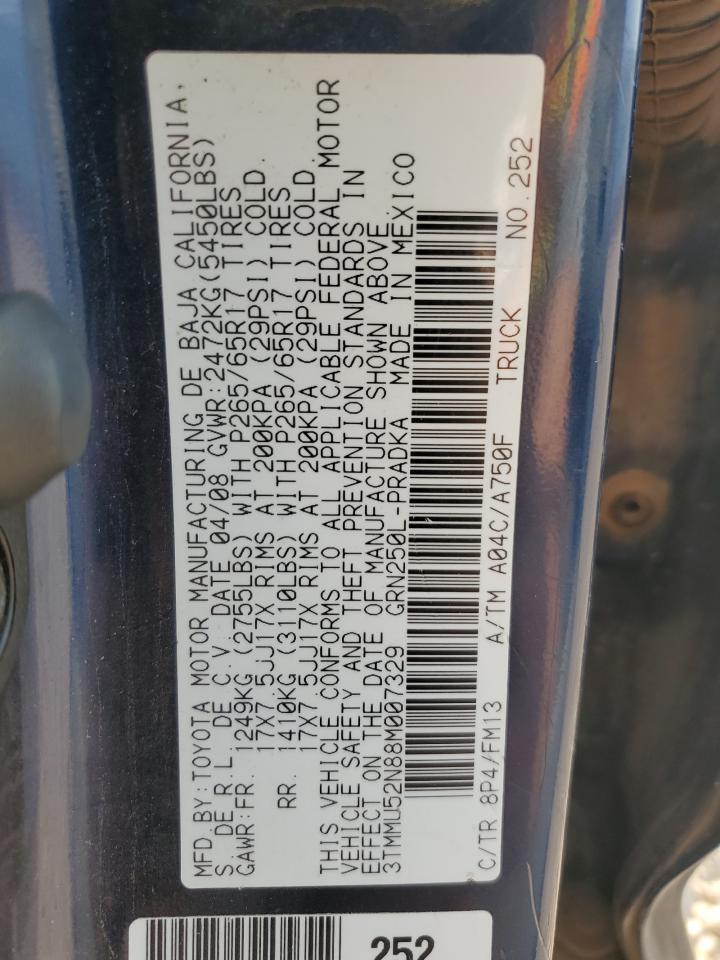 MFD.BY:TOYOTA MOTOR MANUFACTURING DE BAJA CALIFORNIA,
S DE R.L. DE C.V. DATE 04/08 GVWR:2472KG(5450LBS)
GAWR:FR. 1249KG (2755LBS) WITH P265/65R17 TIRES
17X7.5JJ17X RIMS AT 200KPA (29PSI) COLD.
RR. 1410KG (3110LBS) WITH P265/65R17 TIRES
17X7.5JJ17X RIMS AT 200KPA (29PSI) COLD.
THIS VEHICLE CONFORMS TO ALL APPLICABLE FEDERAL MOTOR
VEHICLE SAFETY AND THEFT PREVENTION STANDARDS IN
EFFECT ON THE DATE OF MANUFACTURE SHOWN ABOVE.
3TMMU52N88M007329 GRN250L-PRADKA MADE IN MEXICO
C/TR 8P4/FM13 A/TM A04C/A750F TRUCK NO.252
252